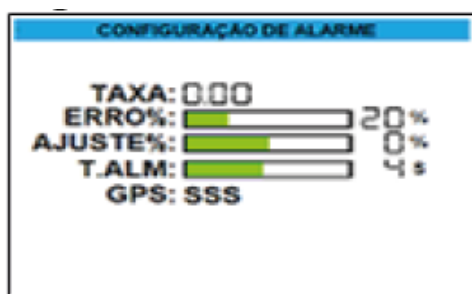 CONFIGURAÇÃO DE ALARME
TAXA: 0.00
ERRO%: 20 %
AJUSTE%: 0 %
T.ALM: 4 s
GPS: SSS